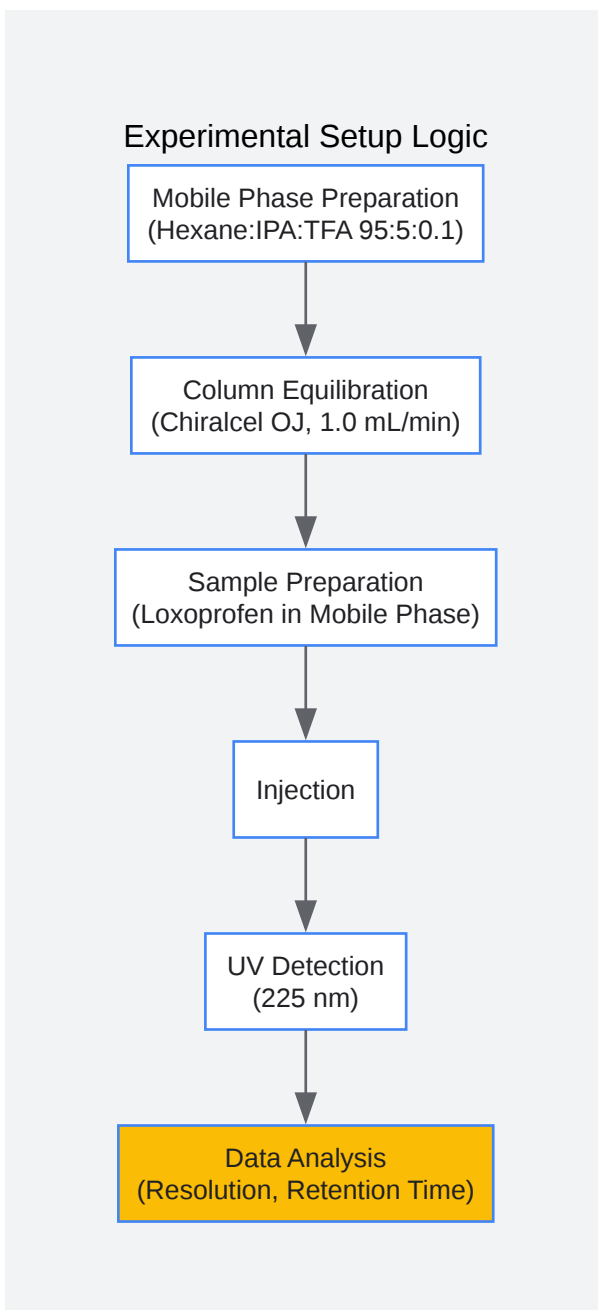 Experimental Setup Logic
Mobile Phase Preparation
(Hexane:IPA:TFA 95:5:0.1)
Column Equilibration
(Chiralcel OJ, 1.0 mL/min)
Sample Preparation
(Loxoprofen in Mobile Phase)
Injection
UV Detection
(225 nm)
Data Analysis
(Resolution, Retention Time)